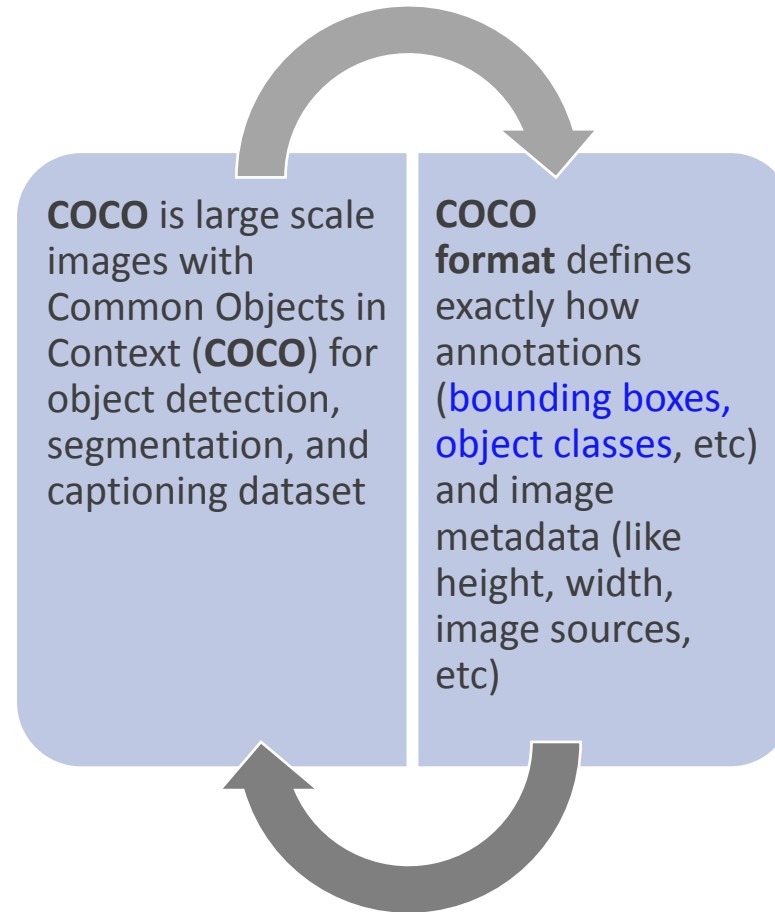 COCO is large scale
images with
Common Objects in
Context (COCO) for
object detection,
segmentation, and
captioning dataset
COCO
format defines
exactly how
annotations
(bounding boxes,
object classes, etc)
and image
metadata (like
height, width,
image sources,
etc)